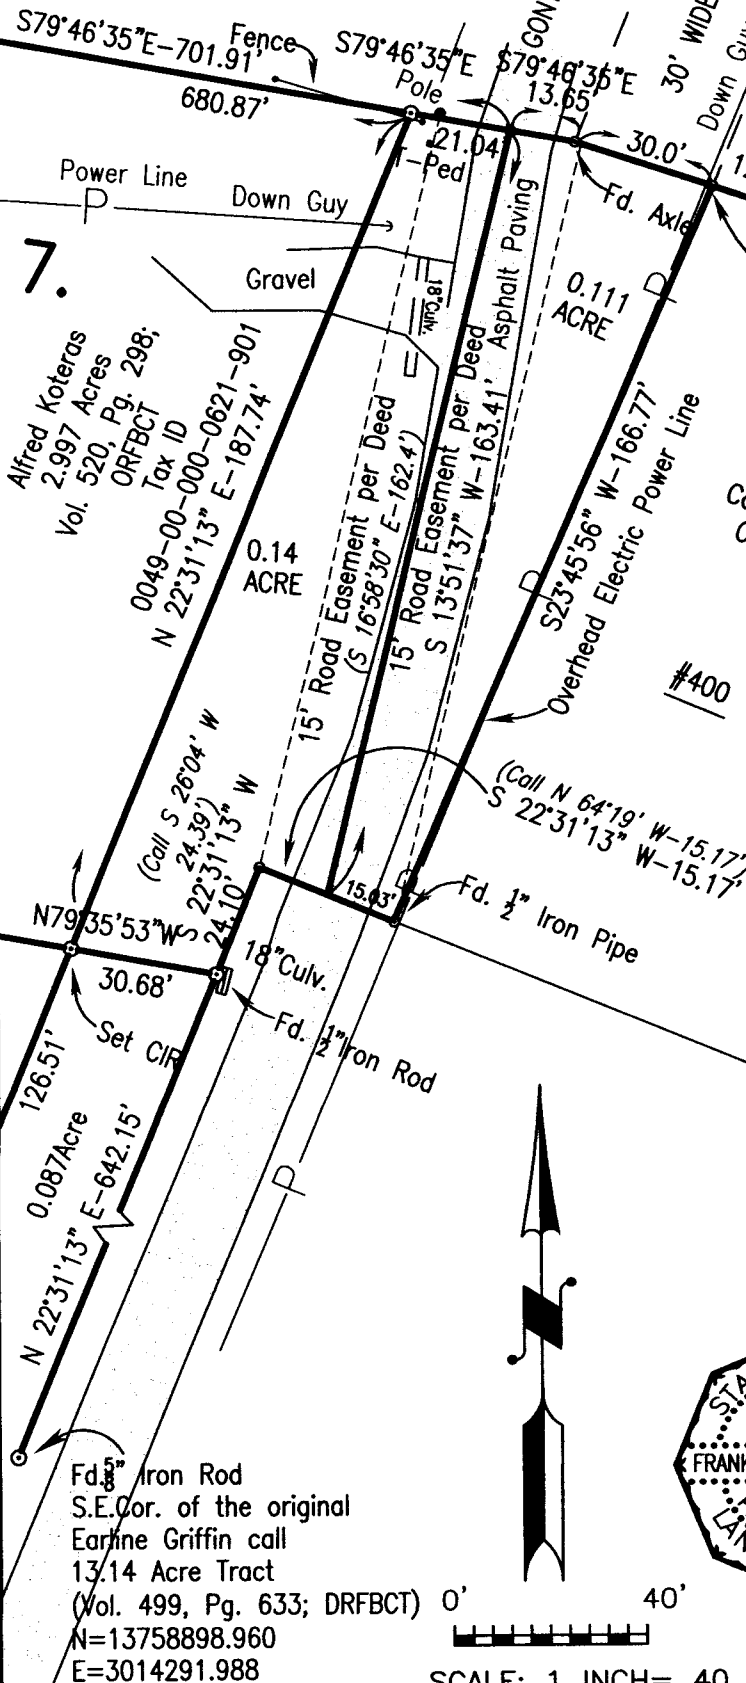 S79°46'35"E-701.91'
Fence
S79°46'35"E
S79°46'35"E
30' WIDE
Down Guy
680.87'
Pole
13.65'
21.04'
T-Ped
30.0'
Fd. Axle
Power Line
P
Down Guy
7.
Gravel
18"Culv.
Asphalt Paving
0.111
ACRE
P
Alfred Koteras
2.997 Acres
Vol. 520, Pg. 298;
ORFBCT
Tax ID
0049-00-000-0621-901
N 22°31'13" E-187.74'
0.14
ACRE
15' Road Easement per Deed
(S 16°58'30" E-162.4')
15' Road Easement per Deed
S 13°51'37" W-163.41'
S23°45'56" W-166.77'
Overhead Electric Power Line
P
#400
(Call S 26°04' W
24.39')
S 22°31'13" W
24.10'
(Call N 64°19' W-15.17')
S 22°31'13" W-15.17'
15.03'
P
Fd. 1/2" Iron Pipe
N79°35'53"W
30.68'
18"Culv.
Fd. 1/2" Iron Rod
Set CIR
126.51'
0.087Acre
N 22°31'13" E-642.15'
P
Fd. 5/8" Iron Rod
S.E.Cor. of the original
Earline Griffin call
13.14 Acre Tract
(Vol. 499, Pg. 633; DRFBCT)
N=13758898.960
E=3014291.988
0' 40'
SCALE: 1 INCH= 40
FRANK